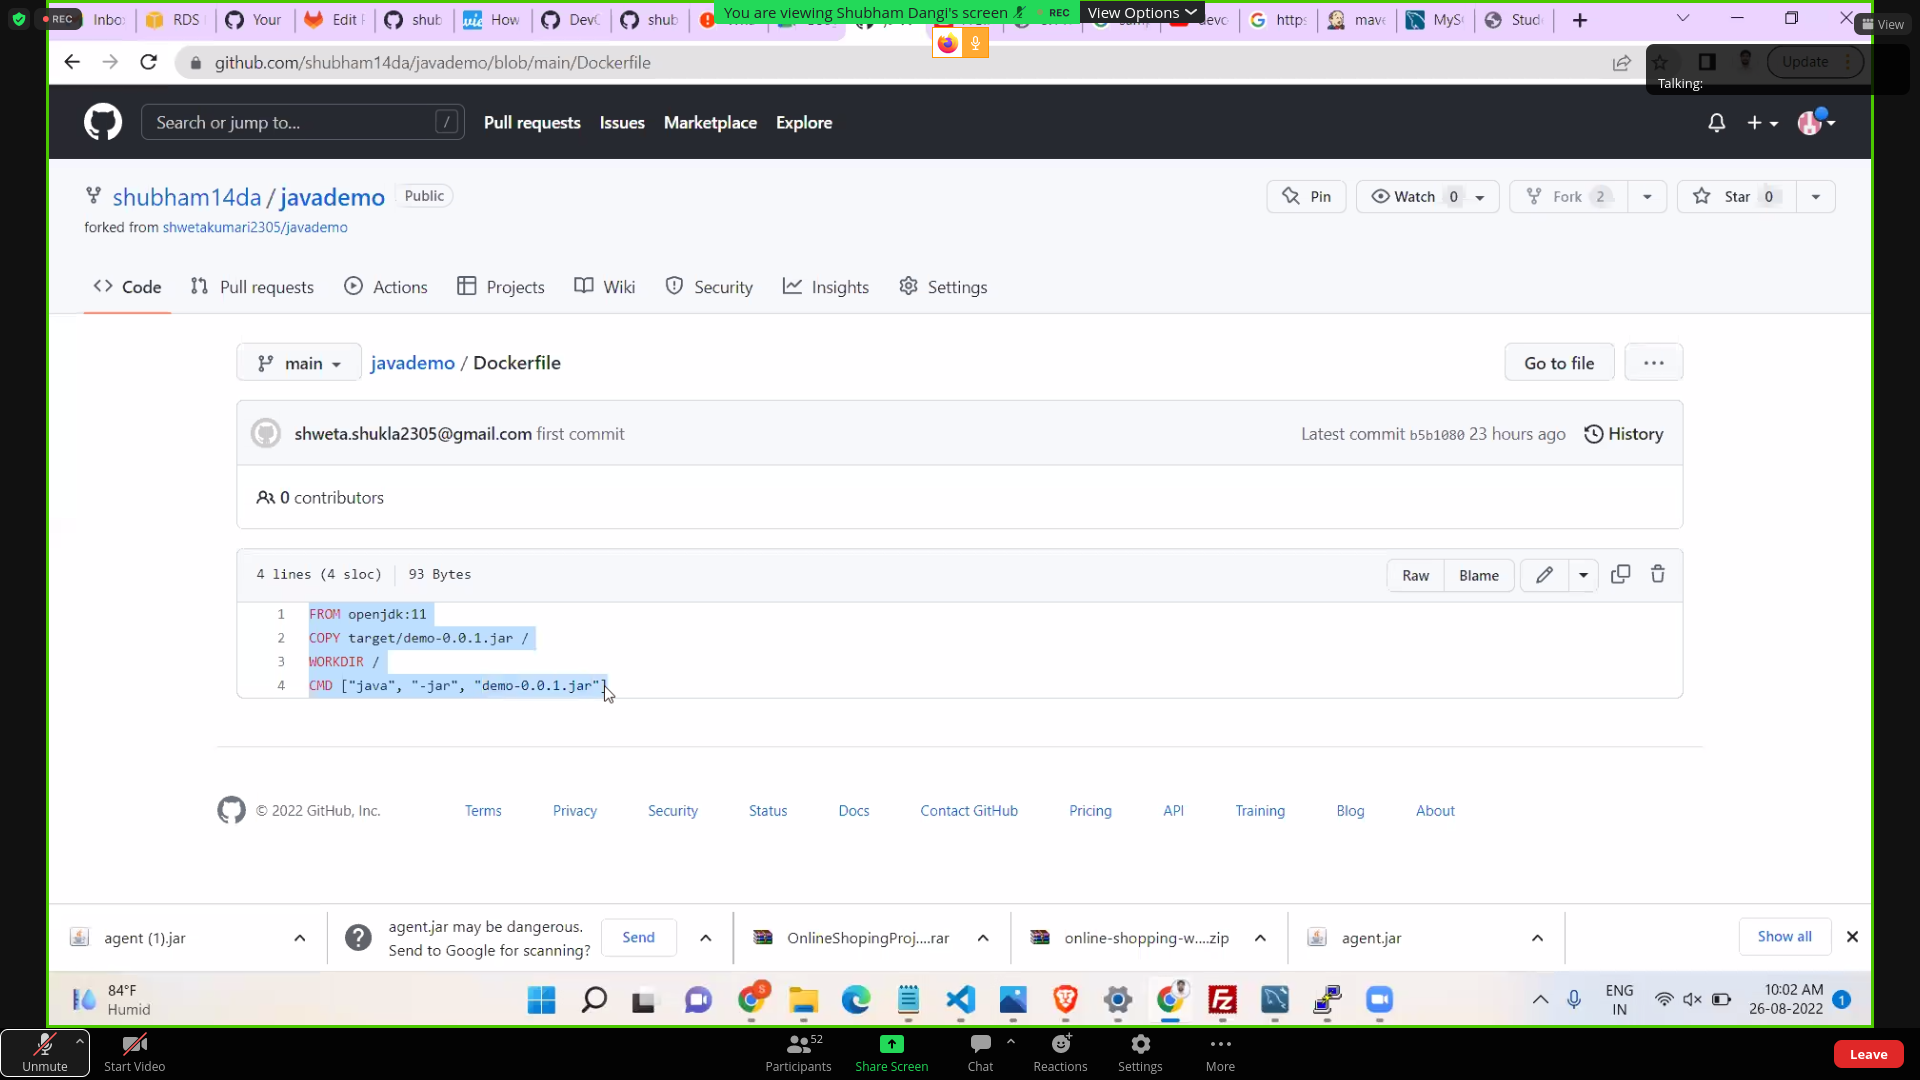 REC
Inbo
RDS
Your
Edit
shub
How
Dev
shub
You are viewing Shubham Dangi's screen
REC
View Options
http
mave
MyS
Stud
View
github.com/shubham14da/javademo/blob/main/Dockerfile
Update
Talking:
Search or jump to...
/
Pull requests
Issues
Marketplace
Explore
shubham14da / javademo
Public
Pin
Watch 0
Fork 2
Star 0
forked from shwetakumari2305/javademo
Code
Pull requests
Actions
Projects
Wiki
Security
Insights
Settings
main
javademo / Dockerfile
Go to file
...
shweta.shukla2305@gmail.com first commit
Latest commit b5b1080 23 hours ago
History
0 contributors
4 lines (4 sloc)
93 Bytes
Raw
Blame
1 FROM openjdk:11
2 COPY target/demo-0.0.1.jar /
3 WORKDIR /
4 CMD ["java", "-jar", "demo-0.0.1.jar"]
© 2022 GitHub, Inc.
Terms
Privacy
Security
Status
Docs
Contact GitHub
Pricing
API
Training
Blog
About
agent (1).jar
agent.jar may be dangerous.
Send to Google for scanning?
Send
OnlineShopingProj....rar
online-shopping-w....zip
agent.jar
Show all
84°F
Humid
S
ENG
IN
10:02 AM
26-08-2022
1
Unmute
Start Video
52
Participants
Share Screen
Chat
Reactions
Settings
More
Leave